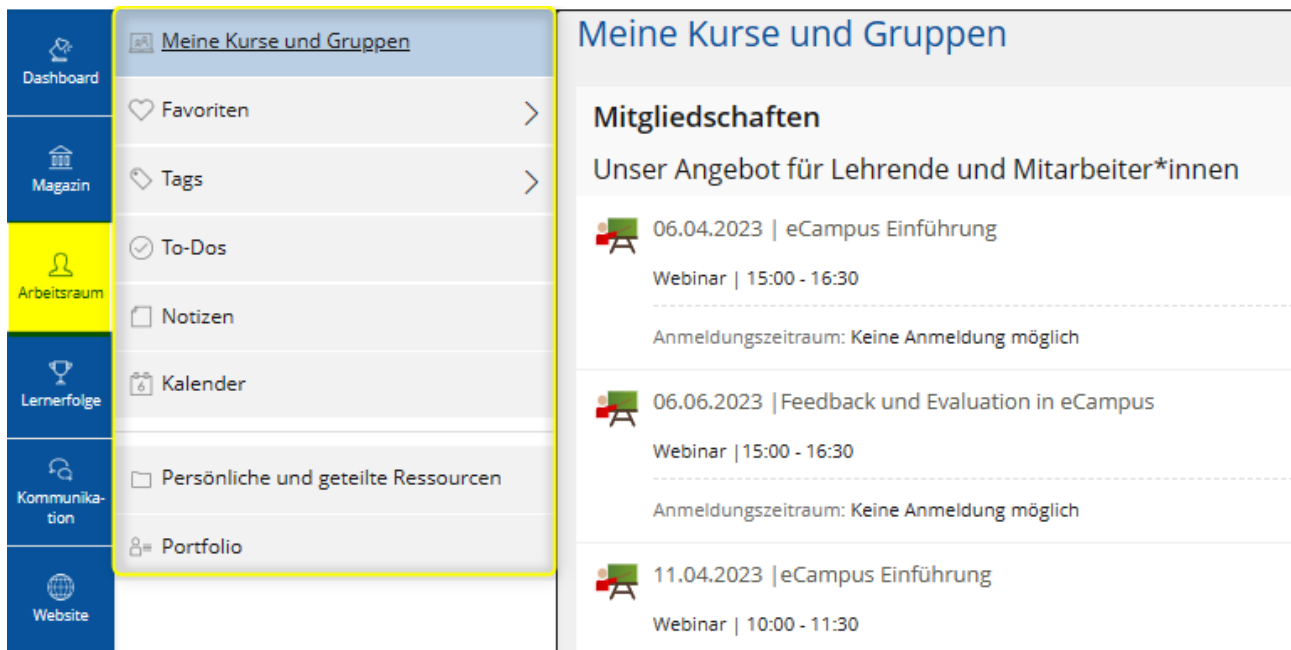 Dashboard
Magazin
Arbeitsraum
Lernerfolge
Kommunika-
tion
Website
Meine Kurse und Gruppen
Favoriten
Tags
To-Dos
Notizen
6
Kalender
Persönliche und geteilte Ressourcen
Portfolio
Meine Kurse und Gruppen
Mitgliedschaften
Unser Angebot für Lehrende und Mitarbeiter*innen
06.04.2023 | eCampus Einführung
Webinar | 15:00 - 16:30
Anmeldungszeitraum: Keine Anmeldung möglich
06.06.2023 |Feedback und Evaluation in eCampus
Webinar |15:00 - 16:30
Anmeldungszeitraum: Keine Anmeldung möglich
11.04.2023 |eCampus Einführung
Webinar | 10:00 - 11:30